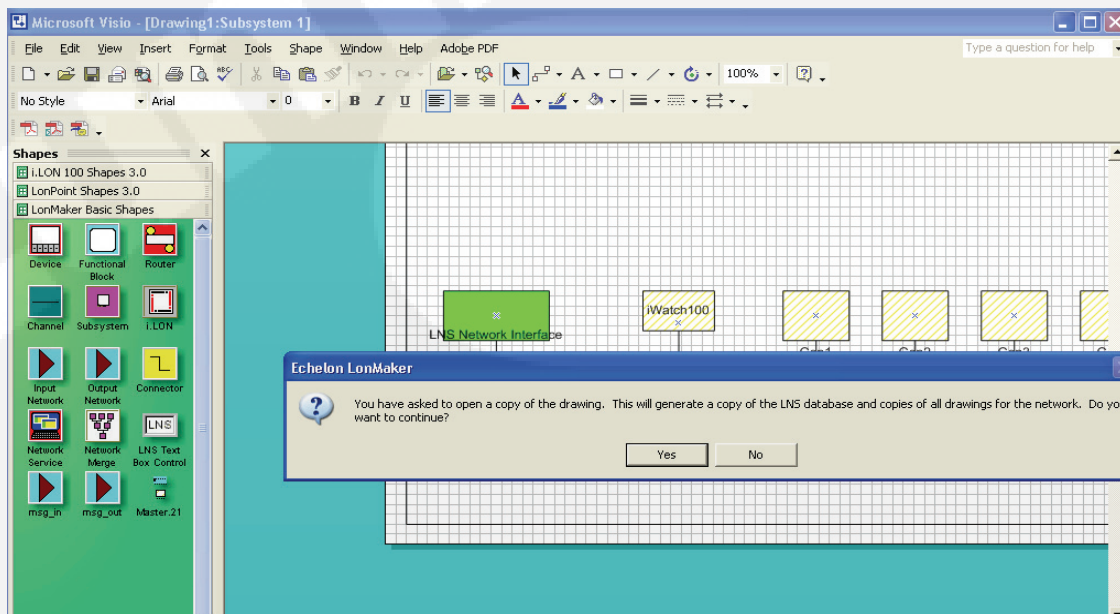 Microsoft Visio - [Drawing1:Subsystem 1]
File Edit View Insert Format Tools Shape Window Help Adobe PDF Type a question for help
100%
No Style Arial 0 B I U A
Shapes
i.LON 100 Shapes 3.0
LonPoint Shapes 3.0
LonMaker Basic Shapes
Device Functional Block Router
Channel Subsystem i.LON
Input Network Output Network Connector
Network Service Network Merge LNS Text Box Control
LNS
msg_in msg_out Master.21
LNS Network Interface
iWatch100
Echelon LonMaker
You have asked to open a copy of the drawing. This will generate a copy of the LNS database and copies of all drawings for the network. Do yo
want to continue?
Yes No